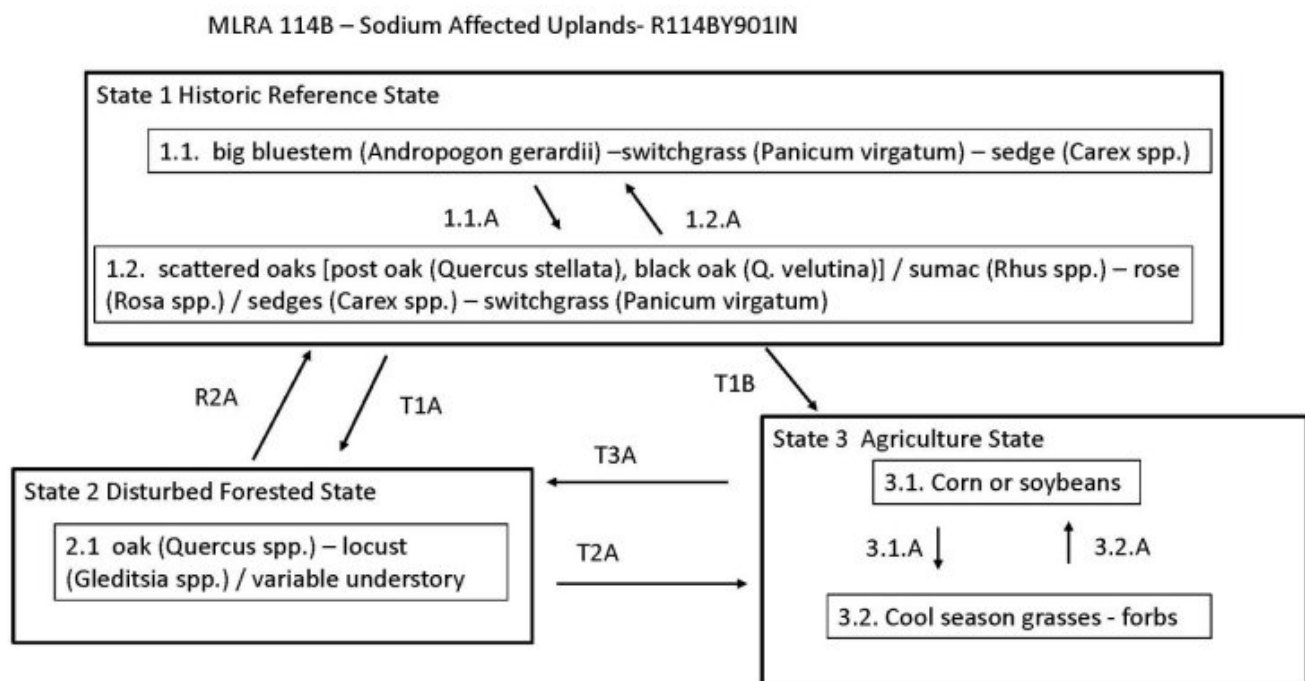 MLRA 114B – Sodium Affected Uplands- R114BY901IN
State 1 Historic Reference State
1.1. big bluestem (Andropogon gerardii) –switchgrass (Panicum virgatum) – sedge (Carex spp.)
1.1.A
1.2.A
1.2. scattered oaks [post oak (Quercus stellata), black oak (Q. velutina)] / sumac (Rhus spp.) – rose
(Rosa spp.) / sedges (Carex spp.) – switchgrass (Panicum virgatum)
R2A
T1A
T1B
State 2 Disturbed Forested State
2.1 oak (Quercus spp.) – locust
(Gleditsia spp.) / variable understory
T3A
T2A
State 3 Agriculture State
3.1. Corn or soybeans
3.1.A
3.2.A
3.2. Cool season grasses - forbs